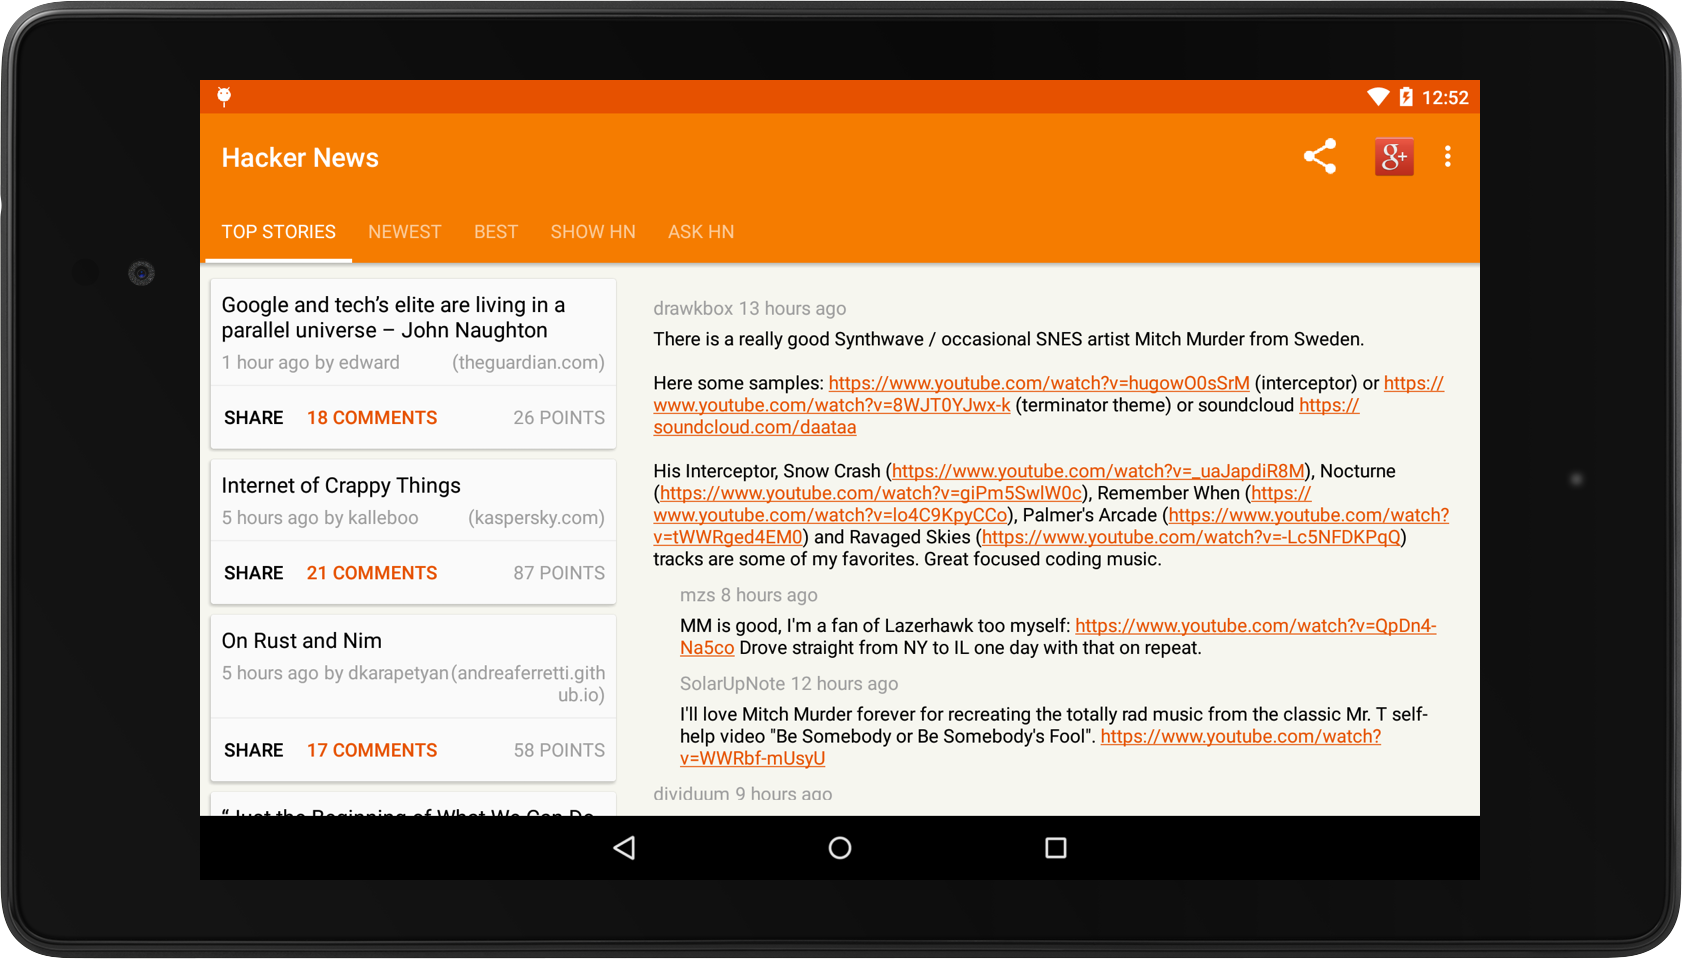 12:52
Hacker News
g+
TOP STORIES NEWEST BEST SHOW HN ASK HN
Google and tech’s elite are living in a
parallel universe – John Naughton
1 hour ago by edward (theguardian.com)
SHARE 18 COMMENTS 26 POINTS
Internet of Crappy Things
5 hours ago by kalleboo (kaspersky.com)
SHARE 21 COMMENTS 87 POINTS
On Rust and Nim
5 hours ago by dkarapetyan (andreaferretti.gith
ub.io)
SHARE 17 COMMENTS 58 POINTS
“Just the Beginning of What We Can Do
drawkbox 13 hours ago
There is a really good Synthwave / occasional SNES artist Mitch Murder from Sweden.
Here some samples: https://www.youtube.com/watch?v=hugowO0sSrM (interceptor) or https://
www.youtube.com/watch?v=8WJT0YJwx-k (terminator theme) or soundcloud https://
soundcloud.com/daataa
His Interceptor, Snow Crash (https://www.youtube.com/watch?v=_uaJapdiR8M), Nocturne
(https://www.youtube.com/watch?v=giPm5SwlW0c), Remember When (https://
www.youtube.com/watch?v=lo4C9KpyCCo), Palmer's Arcade (https://www.youtube.com/watch?
v=tWWRged4EM0) and Ravaged Skies (https://www.youtube.com/watch?v=-Lc5NFDKPqQ)
tracks are some of my favorites. Great focused coding music.
mzs 8 hours ago
MM is good, I'm a fan of Lazerhawk too myself: https://www.youtube.com/watch?v=QpDn4-
Na5co Drove straight from NY to IL one day with that on repeat.
SolarUpNote 12 hours ago
I'll love Mitch Murder forever for recreating the totally rad music from the classic Mr. T self-
help video "Be Somebody or Be Somebody's Fool". https://www.youtube.com/watch?
v=WWRbf-mUsyU
dividuum 9 hours ago